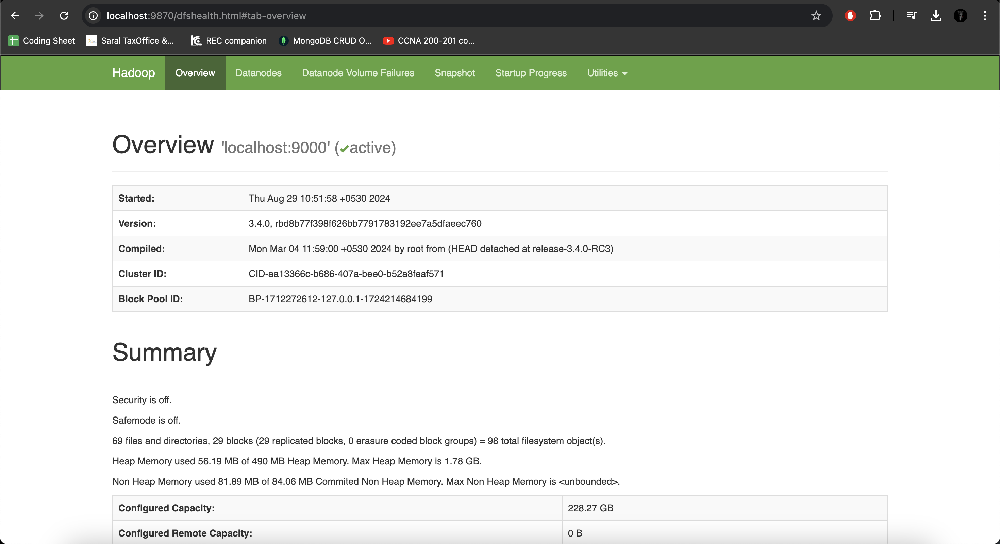 localhost:9870/dfshealth.html#tab-overview
Coding Sheet Saral TaxOffice &... REC companion MongoDB CRUD O... CCNA 200-201 co...
Hadoop Overview Datanodes Datanode Volume Failures Snapshot Startup Progress Utilities
Overview 'localhost:9000' (✔active)
Started: Thu Aug 29 10:51:58 +0530 2024
Version: 3.4.0, rbd8b77f398f626bb7791783192ee7a5dfaeec760
Compiled: Mon Mar 04 11:59:00 +0530 2024 by root from (HEAD detached at release-3.4.0-RC3)
Cluster ID: CID-aa13366c-b686-407a-bee0-b52a8feaf571
Block Pool ID: BP-1712272612-127.0.0.1-1724214684199
Summary
Security is off.
Safemode is off.
69 files and directories, 29 blocks (29 replicated blocks, 0 erasure coded block groups) = 98 total filesystem object(s).
Heap Memory used 56.19 MB of 490 MB Heap Memory. Max Heap Memory is 1.78 GB.
Non Heap Memory used 81.89 MB of 84.06 MB Commited Non Heap Memory. Max Non Heap Memory is <unbounded>.
Configured Capacity: 228.27 GB
Configured Remote Capacity: 0 B